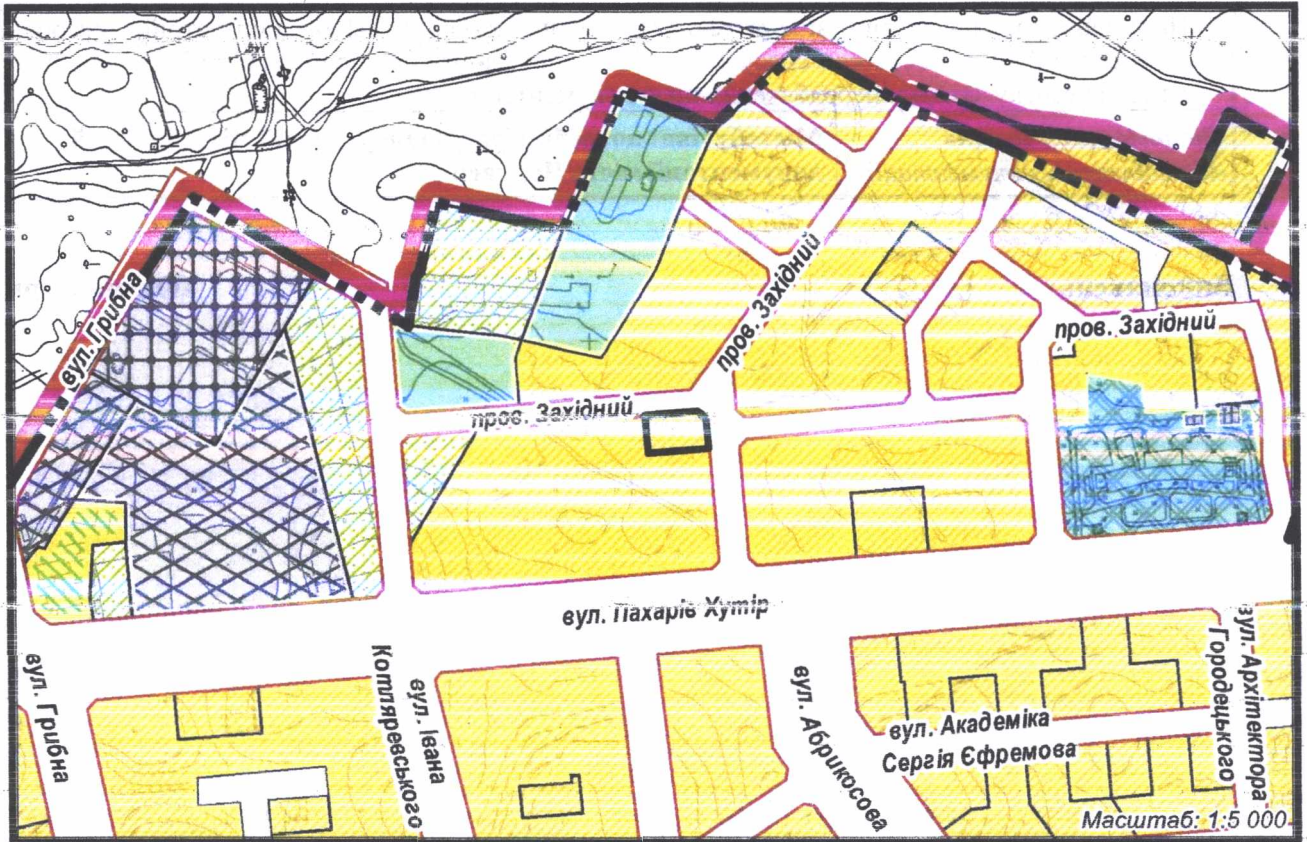 вул. Грибна
пров. Західний
пров. Західний
пров. Західний
вул. Пахарів Хутір
вул. Грибна
вул. Івана
Котляревського
вул. Абрикосова
вул. Академіка
Сергія Єфремова
вул. Архітектора
Городецького
Масштаб: 1:5 000